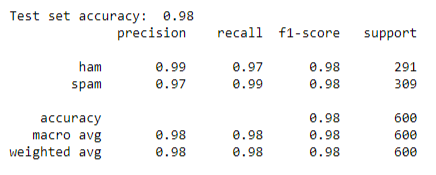 Test set accuracy:  0.98
              precision    recall  f1-score   support

         ham       0.99      0.97      0.98       291
        spam       0.97      0.99      0.98       309

    accuracy                           0.98       600
   macro avg       0.98      0.98      0.98       600
weighted avg       0.98      0.98      0.98       600